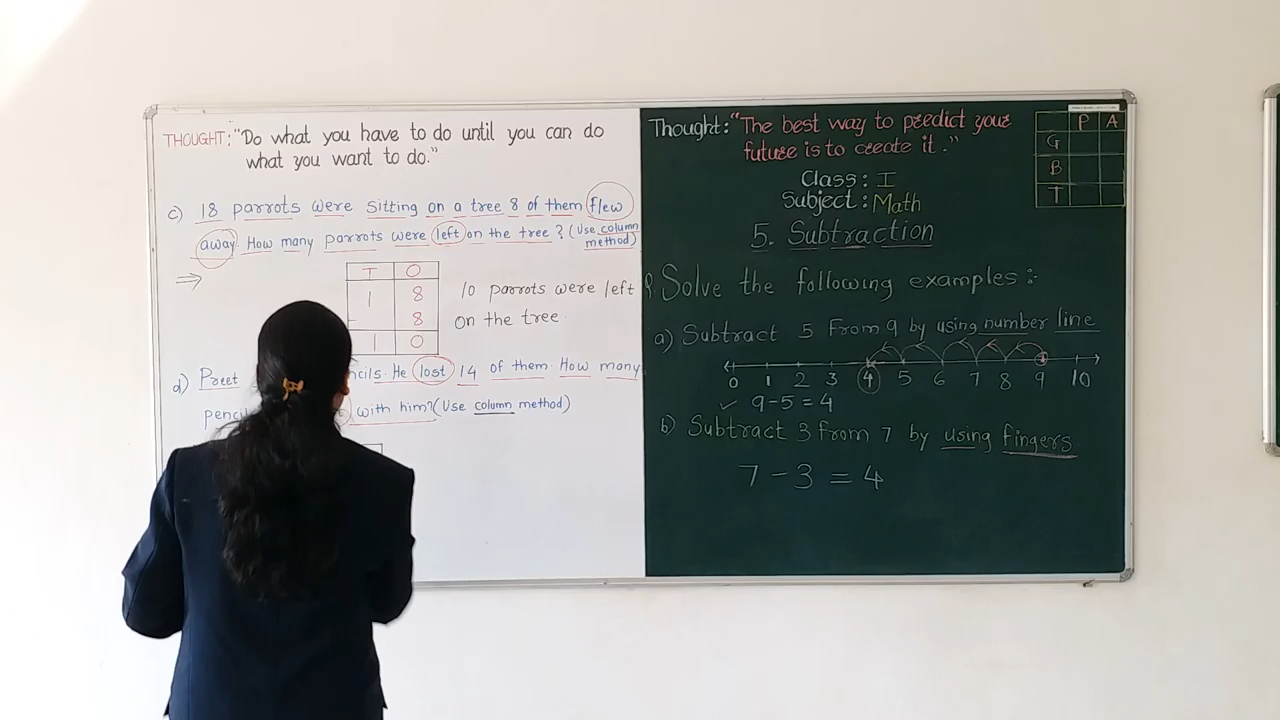 THOUGHT: "Do what you have to do until you can do
what you want to do."
c) 18 parrots were sitting on a tree 8 of them flew
away. How many parrots were left on the tree? (Use column
method)
T O
1 8
- 8
1 0
10 parrots were left
on the tree.
d) Preet
He lost 14 of them. How many
with him? (Use column method)
Thought: "The best way to predict your
future is to create it."
P A
G
B
T
Class: I
Subject: Math
5. Subtraction
Q. Solve the following examples :-
a) Subtract 5 from 9 by using number line
0 1 2 3 4 5 6 7 8 9 10
✓ 9-5 = 4
b) Subtract 3 from 7 by using fingers
7 - 3 = 4